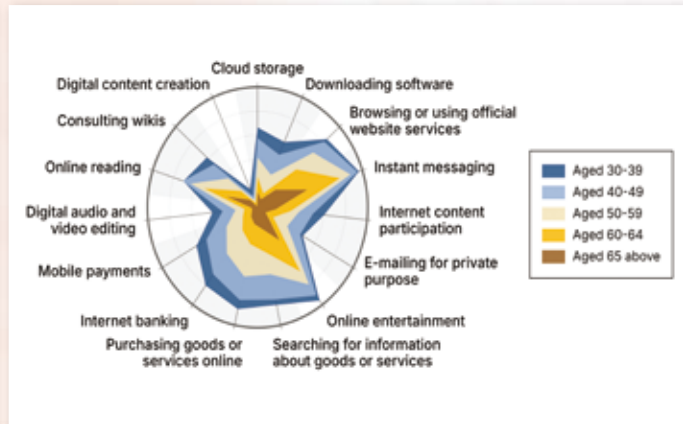 Cloud storage
Digital content creation
Downloading software
Consulting wikis
Browsing or using official
website services
Online reading
Instant messaging
Digital audio and
video editing
Internet content
participation
Mobile payments
E-mailing for private
purpose
Internet banking
Online entertainment
Purchasing goods or
services online
Searching for information
about goods or services
Aged 30-39
Aged 40-49
Aged 50-59
Aged 60-64
Aged 65 above